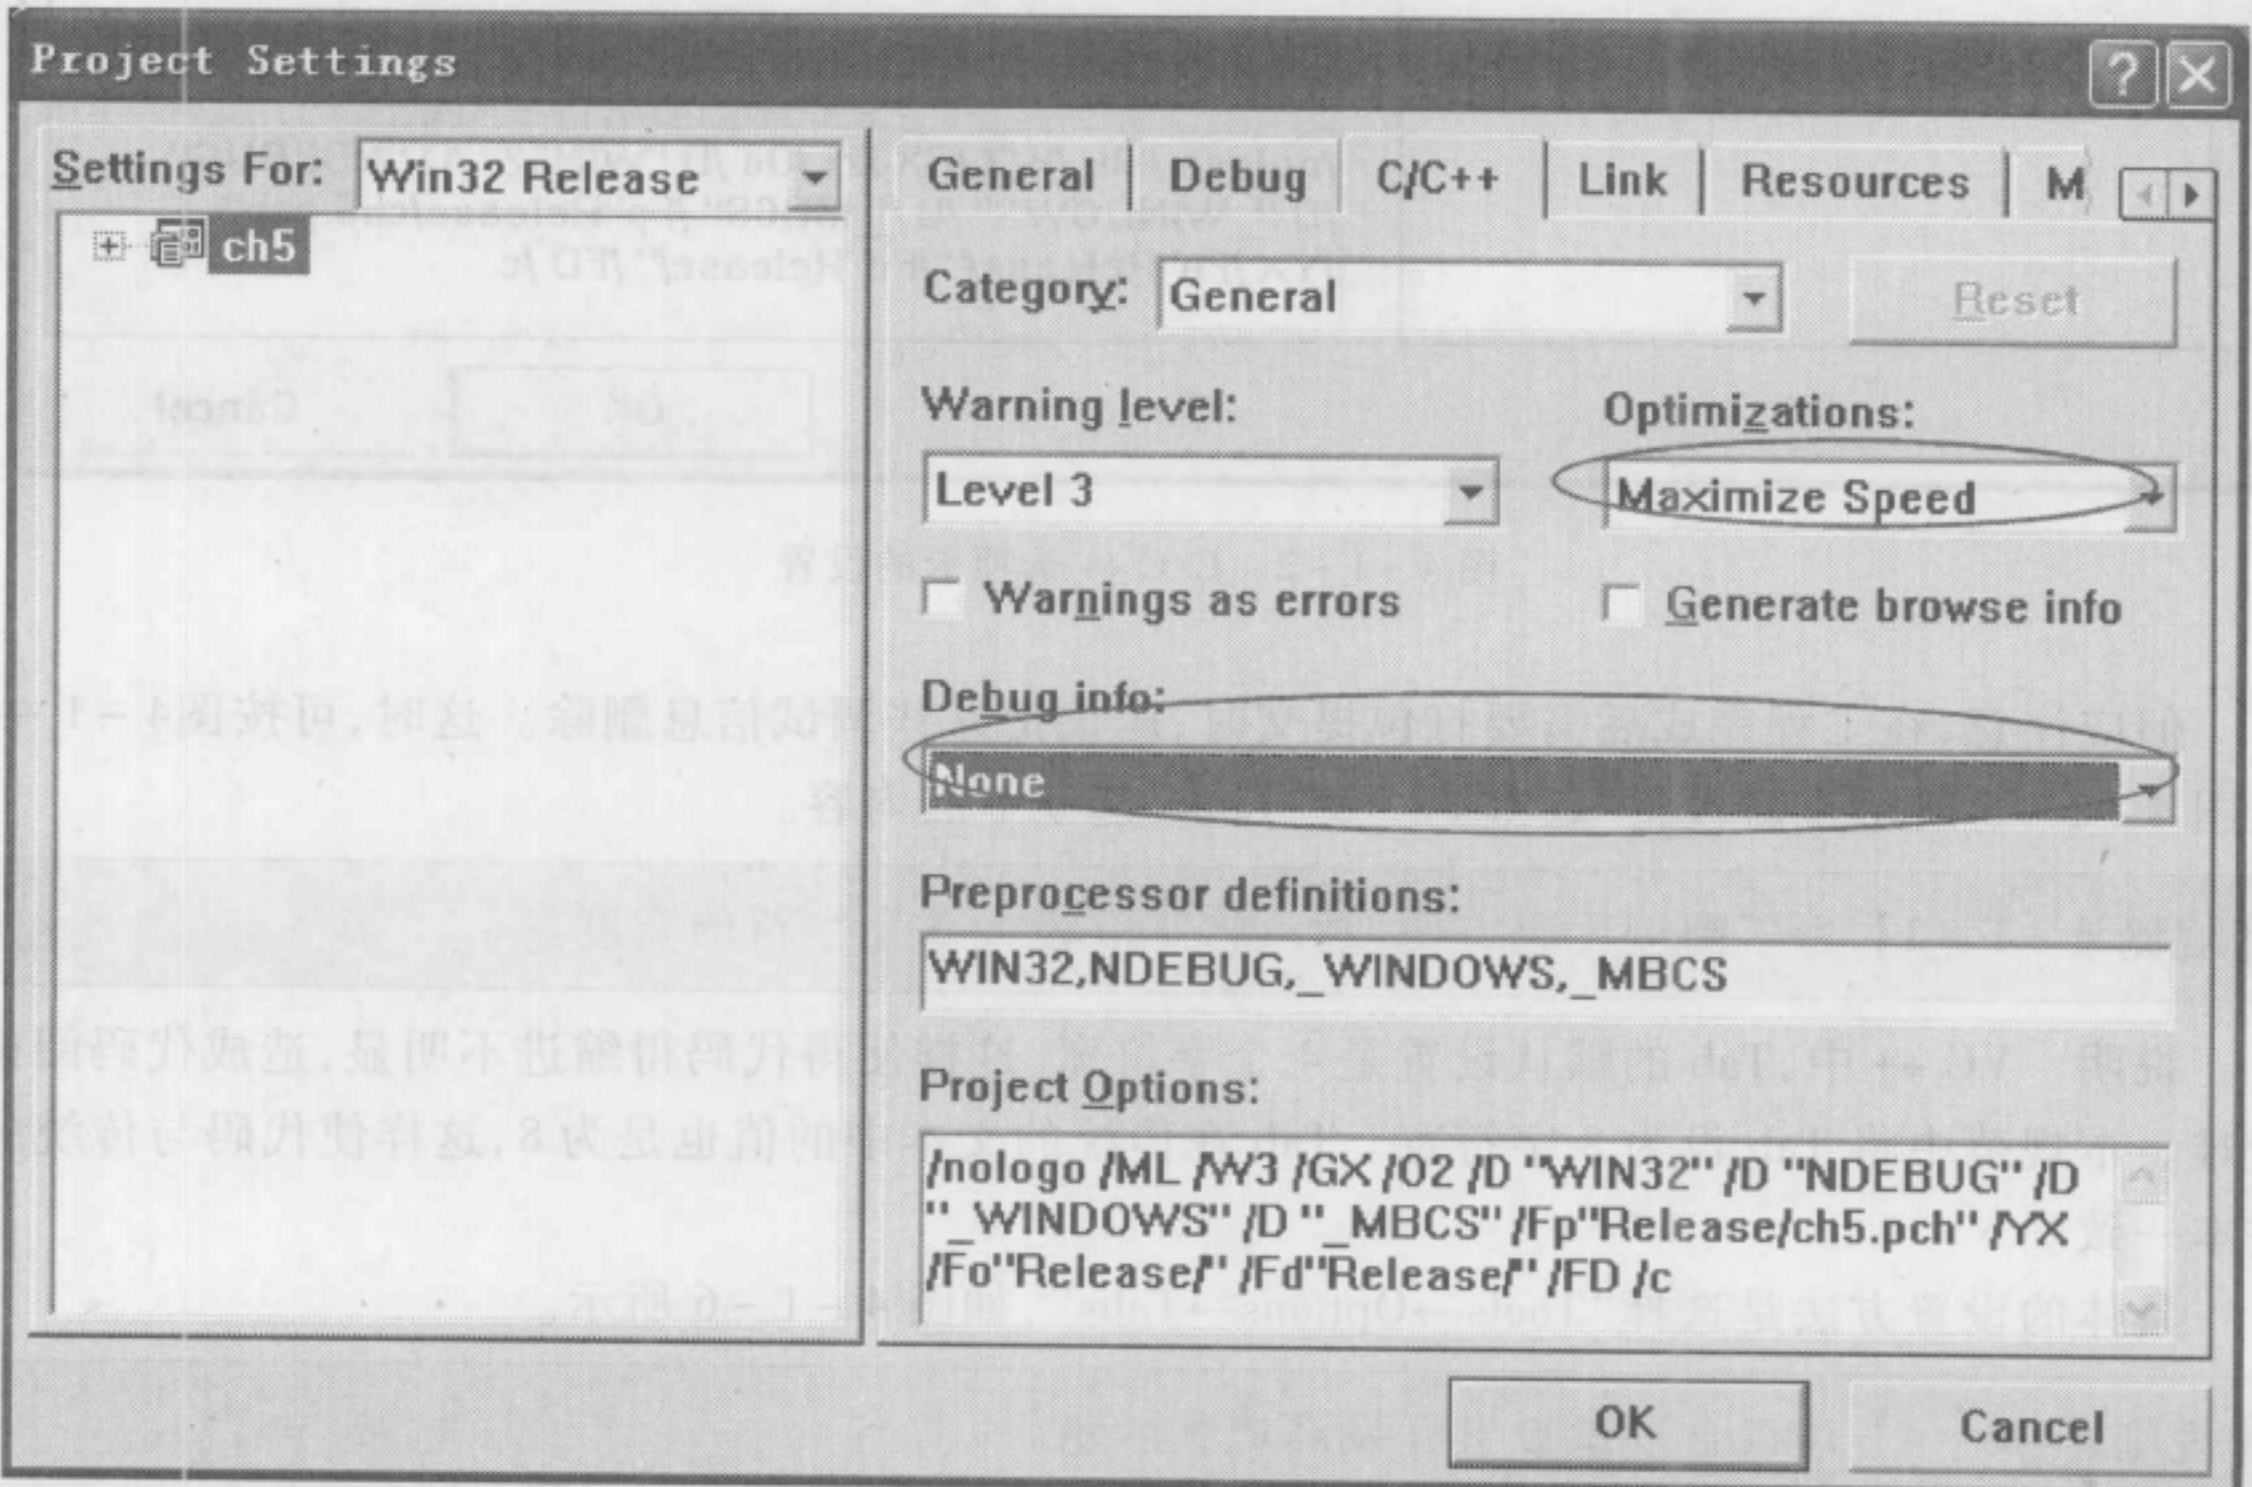 Project Settings
Settings For: Win32 Release
ch5
General Debug C/C++ Link Resources M
Category: General Reset
Warning level: Optimizations:
Level 3 Maximize Speed
Warnings as errors Generate browse info
Debug info:
None
Preprocessor definitions:
WIN32,NDEBUG,_WINDOWS,_MBCS
Project Options:
/nologo /ML /W3 /GX /O2 /D "WIN32" /D "NDEBUG" /D
"_WINDOWS" /D "_MBCS" /Fp"Release/ch5.pch" /YX
/Fo"Release/" /Fd"Release/" /FD /c
OK Cancel